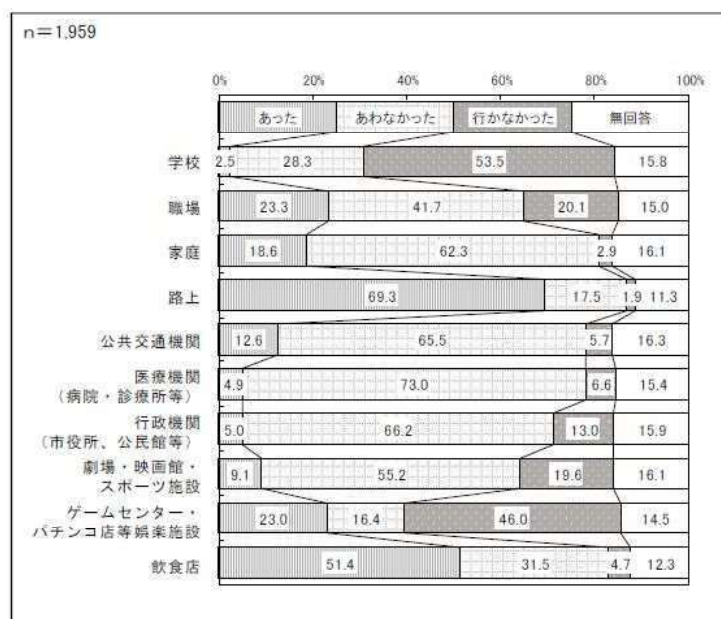 n＝1,959
0% 20% 40% 60% 80% 100%
あった あわなかった 行かなかった 無回答
学校 2.5 28.3 53.5 15.8
職場 23.3 41.7 20.1 15.0
家庭 18.6 62.3 2.9 16.1
路上 69.3 17.5 1.9 11.3
公共交通機関 12.6 65.5 5.7 16.3
医療機関
（病院・診療所等） 4.9 73.0 6.6 15.4
行政機関
（市役所、公民館等） 5.0 66.2 13.0 15.9
劇場・映画館・
スポーツ施設 9.1 55.2 19.6 16.1
ゲームセンター・
パチンコ店等娯楽施設 23.0 16.4 46.0 14.5
飲食店 51.4 31.5 4.7 12.3